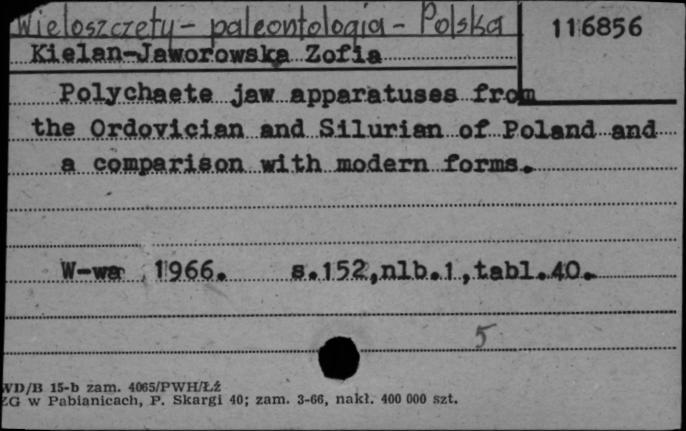 Wieloszczety - paleontologia - Polska
116856
Kielan-Jaworowska Zofia
Polychaete jaw apparatuses from
the Ordovician and Silurian of Poland and
a comparison with modern forms.
W-wa 1966. s.152,nlb.1,tabl.40.
5
WD/B 15-b zam. 4065/PWH/Łż
ZG w Pabianicach, P. Skargi 40; zam. 3-66, nakł. 400 000 szt.